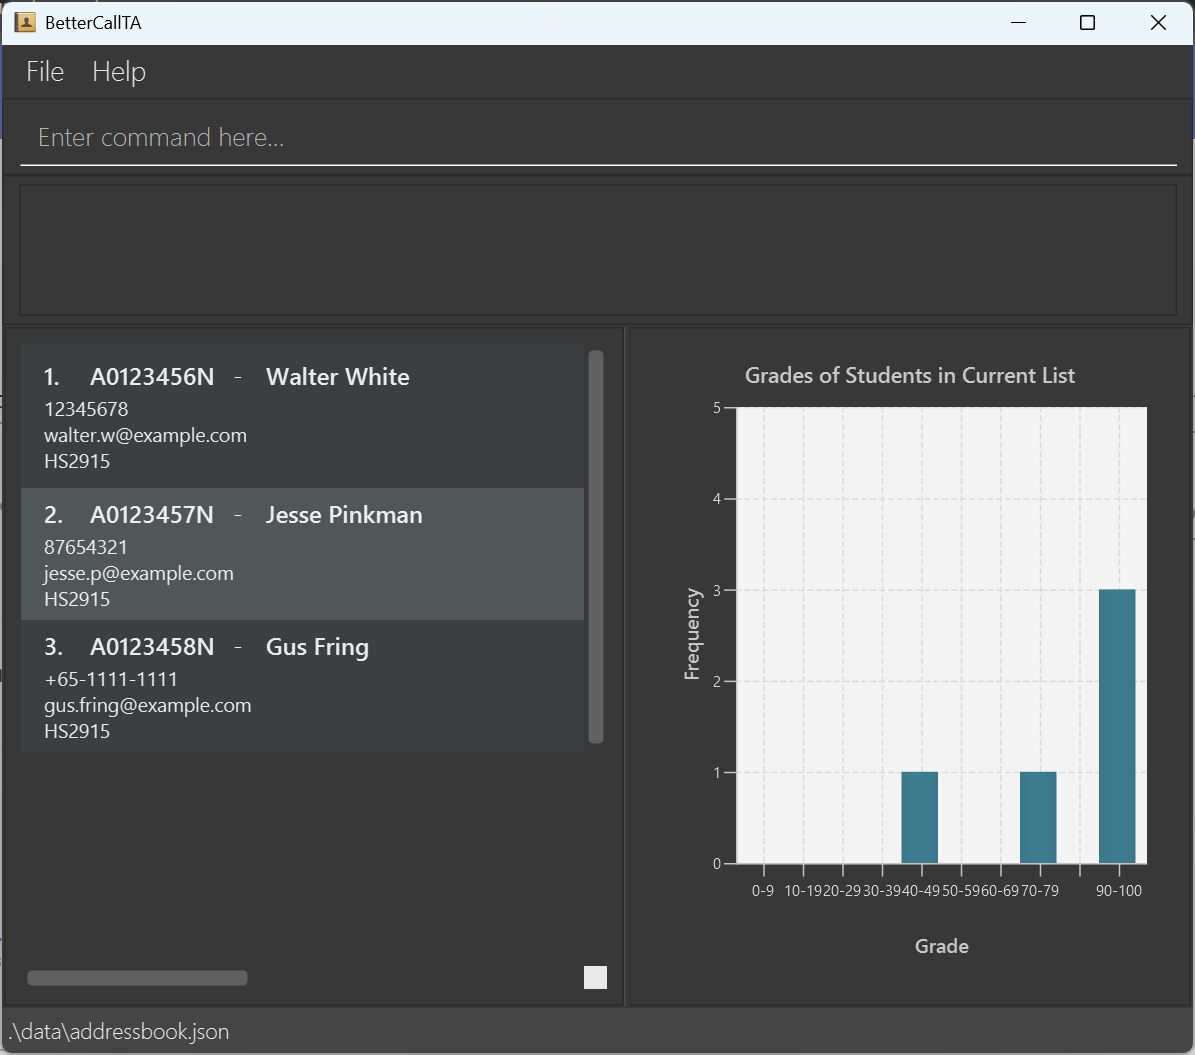 BetterCallTA
File Help
Enter command here...
1. A0123456N - Walter White
12345678
walter.w@example.com
HS2915
2. A0123457N - Jesse Pinkman
87654321
jesse.p@example.com
HS2915
3. A0123458N - Gus Fring
+65-1111-1111
gus.fring@example.com
HS2915
Grades of Students in Current List
5
4
3
2
1
0
Frequency
0-9 10-19 20-29 30-39 40-49 50-59 60-69 70-79 90-100
Grade
.\data\addressbook.json